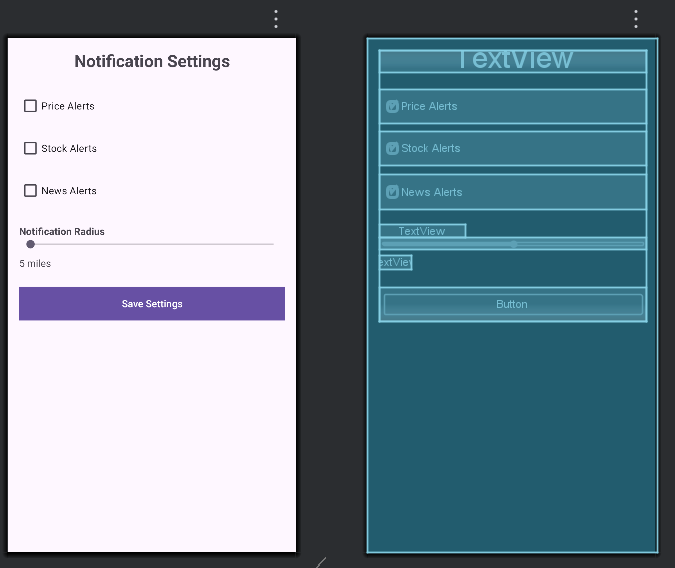 Notification Settings
Price Alerts
Stock Alerts
News Alerts
Notification Radius
5 miles
Save Settings
TextView
Price Alerts
Stock Alerts
News Alerts
TextView
Button